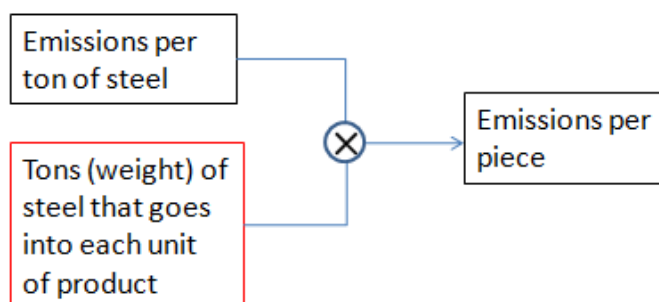 Emissions per
ton of steel
Emissions per
piece
Tons (weight) of
steel that goes
into each unit
of product